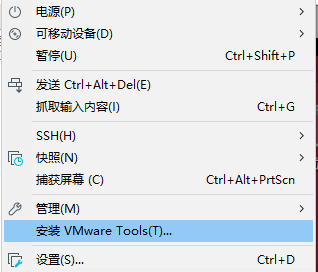 电源(P)
可移动设备(D)
暂停(U) Ctrl+Shift+P
发送 Ctrl+Alt+Del(E)
抓取输入内容(I) Ctrl+G
SSH(H)
快照(N)
捕获屏幕 (C) Ctrl+Alt+PrtScn
管理(M)
安装 VMware Tools(T)...
设置(S)... Ctrl+D